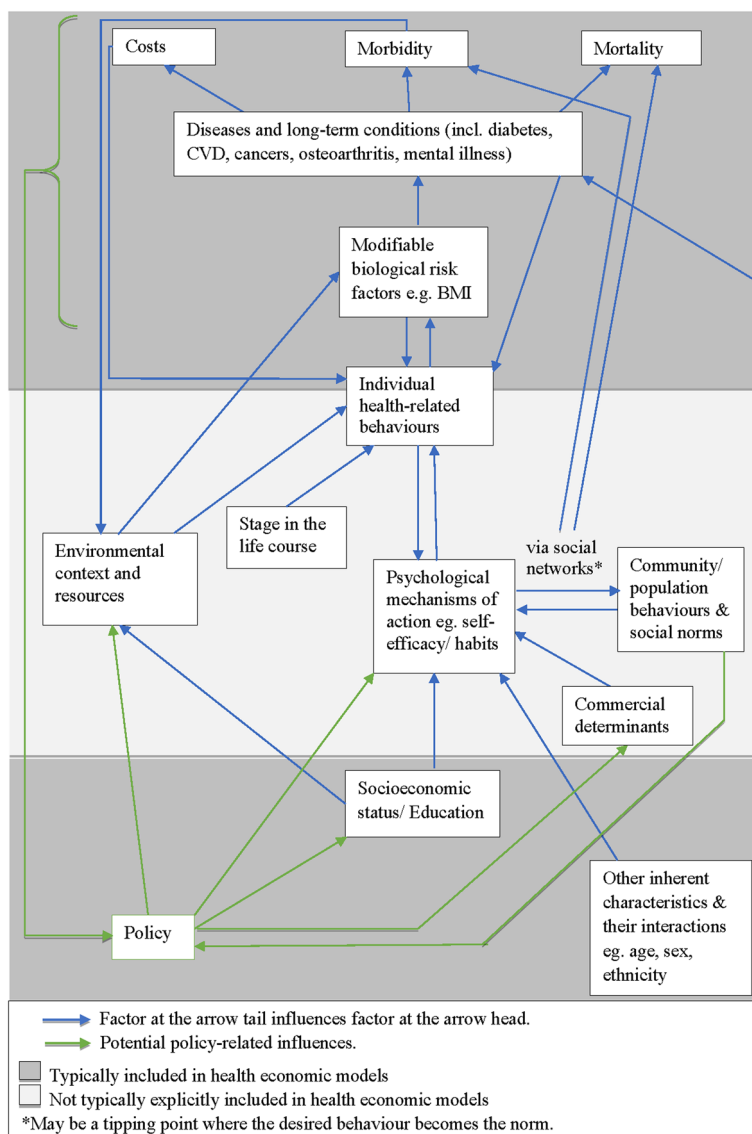 Costs
Morbidity
Mortality
Diseases and long-term conditions (incl. diabetes,
CVD, cancers, osteoarthritis, mental illness)
Modifiable
biological risk
factors e.g. BMI
Individual
health-related
behaviours
Stage in the
life course
Environmental
context and
resources
Psychological
mechanisms of
action eg. self-
efficacy/ habits
via social
networks*
Community/
population
behaviours &
social norms
Commercial
determinants
Socioeconomic
status/ Education
Other inherent
characteristics &
their interactions
eg. age, sex,
ethnicity
Policy
Factor at the arrow tail influences factor at the arrow head.
Potential policy-related influences.
Typically included in health economic models
Not typically explicitly included in health economic models
*May be a tipping point where the desired behaviour becomes the norm.